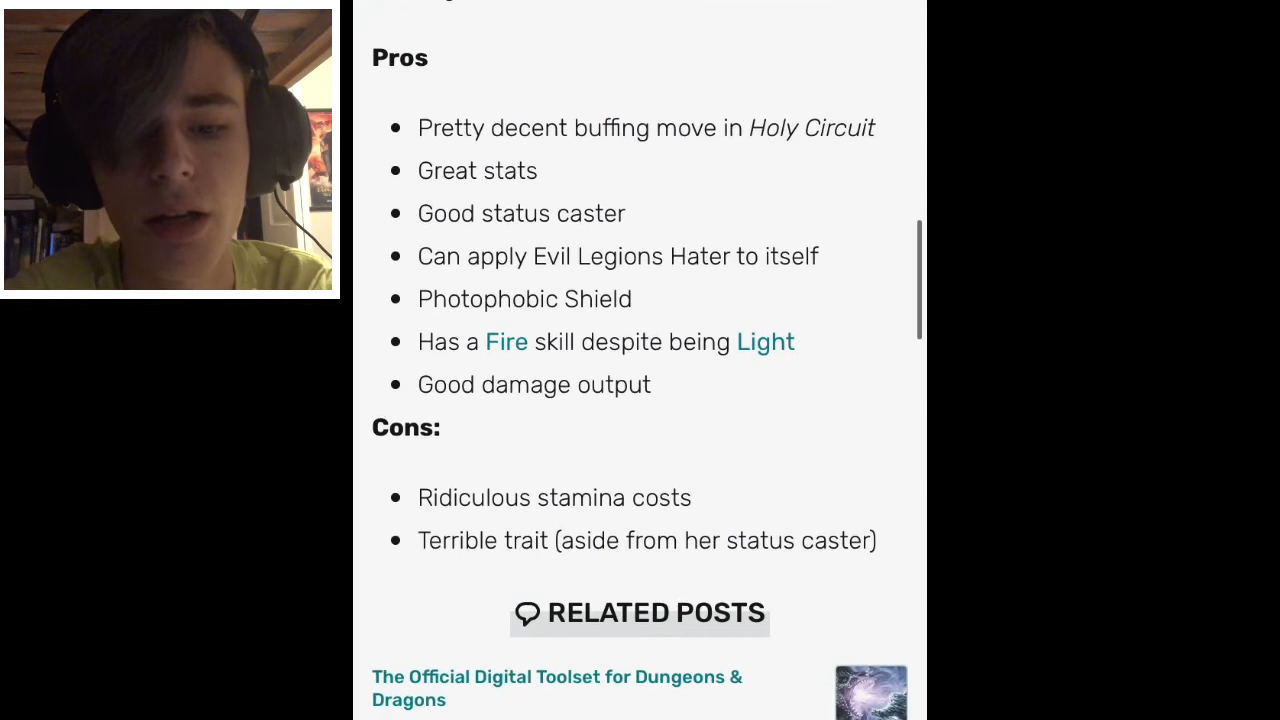 Pros
Pretty decent buffing move in Holy Circuit
Great stats
Good status caster
Can apply Evil Legions Hater to itself
Photophobic Shield
Has a Fire skill despite being Light
Good damage output
Cons:
Ridiculous stamina costs
Terrible trait (aside from her status caster)
RELATED POSTS
The Official Digital Toolset for Dungeons &
Dragons